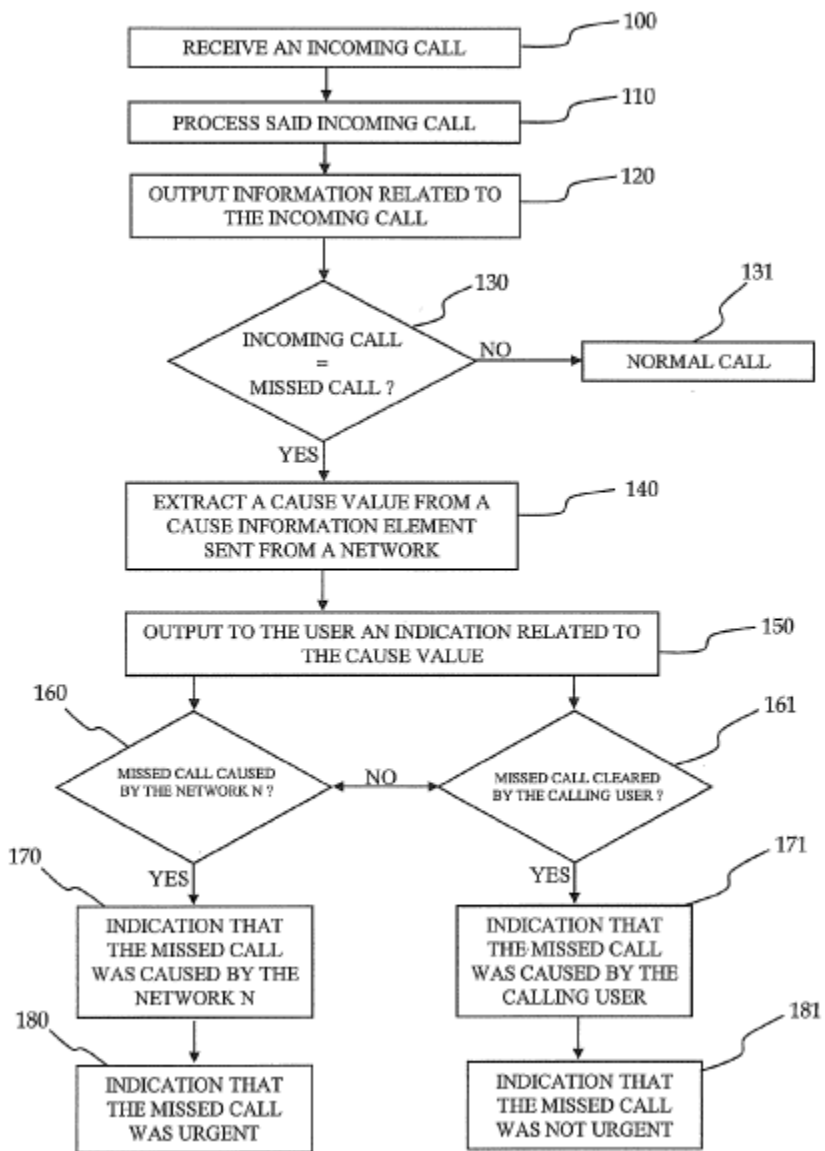 100
RECEIVE AN INCOMING CALL
110
PROCESS SAID INCOMING CALL
120
OUTPUT INFORMATION RELATED TO
THE INCOMING CALL
130
131
INCOMING CALL
=
MISSED CALL ?
NO
NORMAL CALL
YES
140
EXTRACT A CAUSE VALUE FROM A
CAUSE INFORMATION ELEMENT
SENT FROM A NETWORK
150
OUTPUT TO THE USER AN INDICATION RELATED TO
THE CAUSE VALUE
160
161
MISSED CALL CAUSED
BY THE NETWORK N ?
NO
MISSED CALL CLEARED
BY THE CALLING USER ?
170
YES
YES
171
INDICATION THAT
THE MISSED CALL
WAS CAUSED BY THE
NETWORK N
INDICATION THAT
THE MISSED CALL
WAS CAUSED BY THE
CALLING USER
180
181
INDICATION THAT
THE MISSED CALL
WAS URGENT
INDICATION THAT
THE MISSED CALL
WAS NOT URGENT